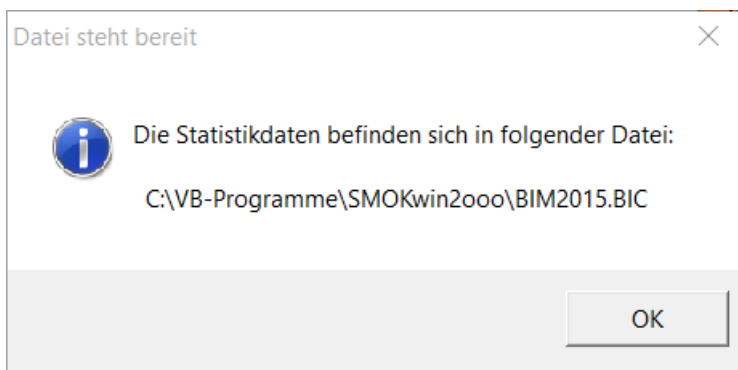 Datei steht bereit
Die Statistikdaten befinden sich in folgender Datei:
C:\VB-Programme\SMOKwin2ooo\BIM2015.BIC
OK